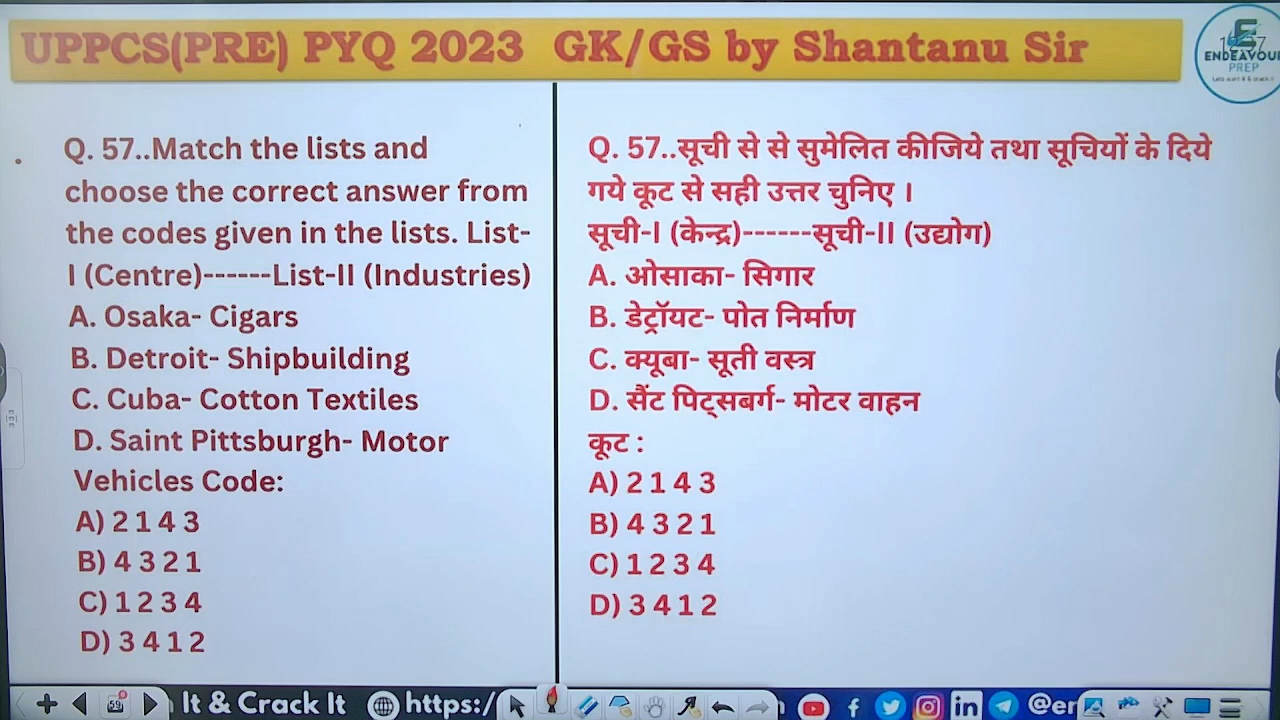 UPPCS(PRE) PYQ 2023 GK/GS by Shantanu Sir
ENDEAVOUR
PREP
Q. 57..Match the lists and
choose the correct answer from
the codes given in the lists. List-
I (Centre)------List-II (Industries)
A. Osaka- Cigars
B. Detroit- Shipbuilding
C. Cuba- Cotton Textiles
D. Saint Pittsburgh- Motor
Vehicles Code:
A) 2 1 4 3
B) 4 3 2 1
C) 1 2 3 4
D) 3 4 1 2
Q. 57..सूची से से सुमेलित कीजिये तथा सूचियों के दिये
गये कूट से सही उत्तर चुनिए ।
सूची-I (केन्द्र)------सूची-II (उद्योग)
A. ओसाका- सिगार
B. डेट्रॉयट- पोत निर्माण
C. क्यूबा- सूती वस्त्र
D. सैंट पिट्सबर्ग- मोटर वाहन
कूट :
A) 2 1 4 3
B) 4 3 2 1
C) 1 2 3 4
D) 3 4 1 2
59
It & Crack It https:/ @er